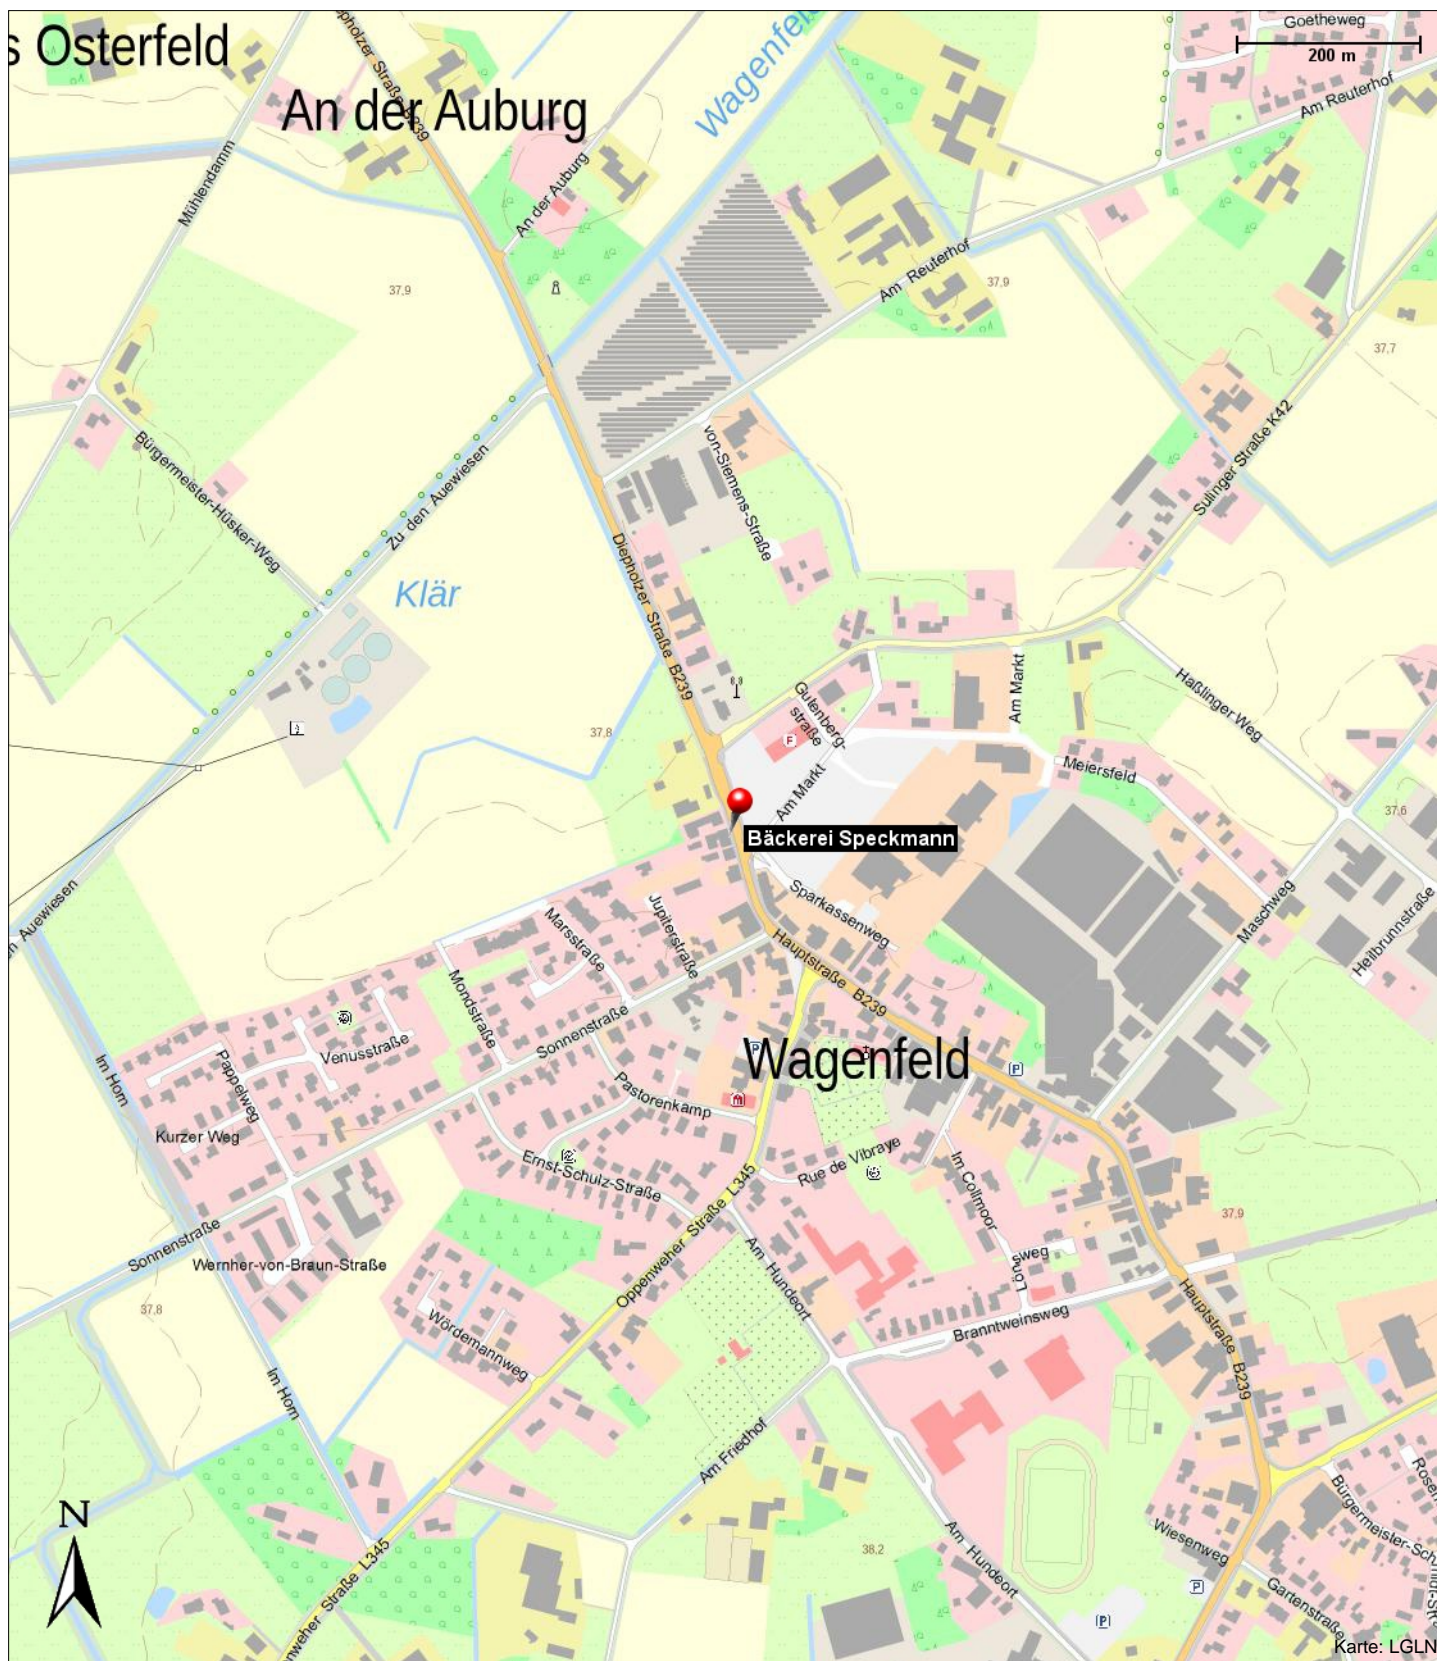 s Osterfeld
Goetheweg
200 m
Wagenfel
Diepholzer Straße B239
An der Auburg
Am Reuterhof
Mühlendamm
An der Auburg
37,9
Am Reuterhof
37,9
37,7
Bürgermeister-Hüsker-Weg
von-Siemens-Straße
Sulinger Straße K42
Zu den Auewiesen
Klär
Diepholzer Straße B239
Gutenberg-
straße
Am Markt
Haßlinger Weg
37,8
F
Meiersfeld
Am Markt
37,6
Bäckerei Speckmann
Sparkassenweg
Maschweg
Heilbrunnstraße
Auewiesen
Marsstraße
Jupiterstraße
Hauptstraße B239
Mondstraße
Sonnenstraße
Venusstraße
Im Horn
Pappelweg
P
Wagenfeld
P
Pastorenkamp
Kurzer Weg
Ernst-Schulz-Straße
Rue de Vibraye
Im Collmoor
37,9
Sonnenstraße
Wernher-von-Braun-Straße
Oppenweher Straße L345
Am Hundeort
Lönsweg
37,8
Wördemannweg
Branntweinsweg
Hauptstraße B239
Im Horn
Am Friedhof
N
Wiesenweg
Am Hundeort
38,2
P
Gartenstraße
P
nweher Straße L345
Karte: LGLN